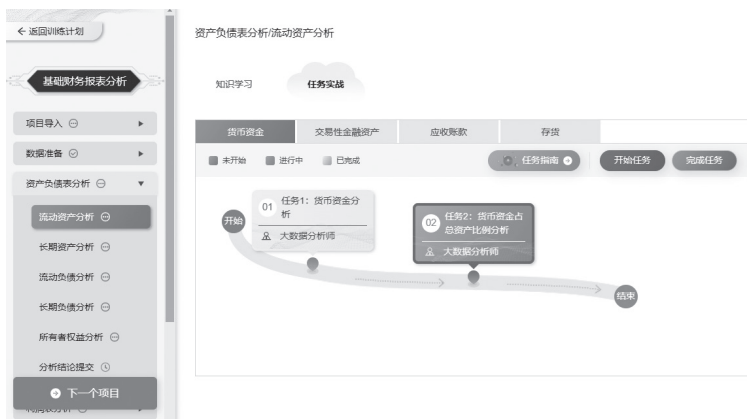 返回训练计划
基础财务报表分析
项目导入
数据准备
资产负债表分析
流动资产分析
长期资产分析
流动负债分析
长期负债分析
所有者权益分析
分析结论提交
下一个项目
资产负债表分析/流动资产分析
知识学习 任务实战
货币资金 交易性金融资产 应收账款 存货
未开始 进行中 已完成 任务指南 开始任务 完成任务
开始
01 任务1：货币资金分
析
大数据分析师
02 任务2：货币资金占
总资产比例分析
大数据分析师
结束